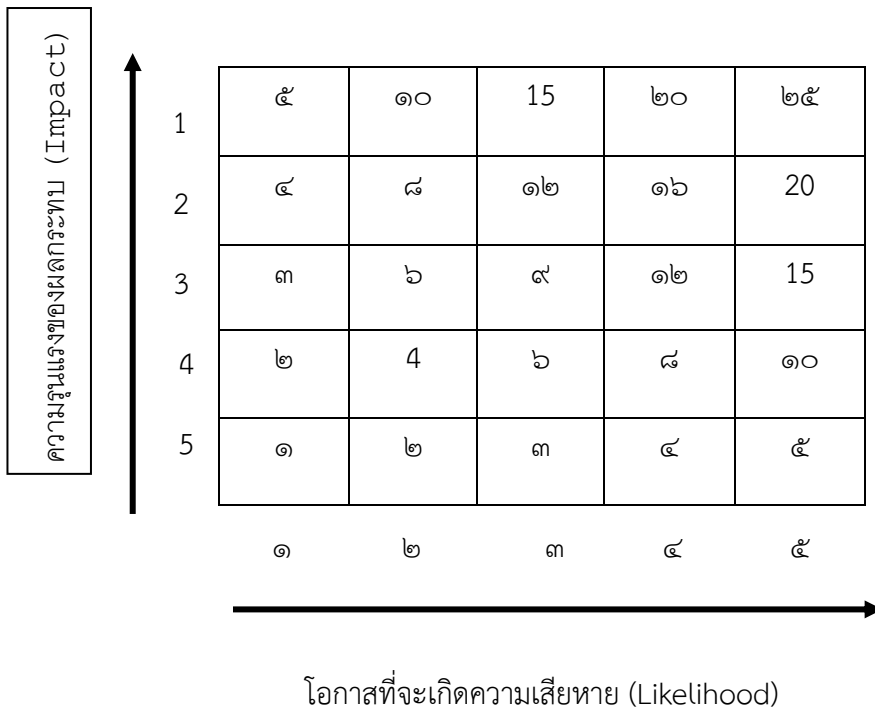 ความรุนแรงของผลกระทบ (Impact)
1 ๕ ๑๐ 15 ๒๐ ๒๕
2 ๔ ๘ ๑๒ ๑๖ 20
3 ๓ ๖ ๙ ๑๒ 15
4 ๒ 4 ๖ ๘ ๑๐
5 ๑ ๒ ๓ ๔ ๕
๑ ๒ ๓ ๔ ๕
โอกาสที่จะเกิดความเสียหาย (Likelihood)